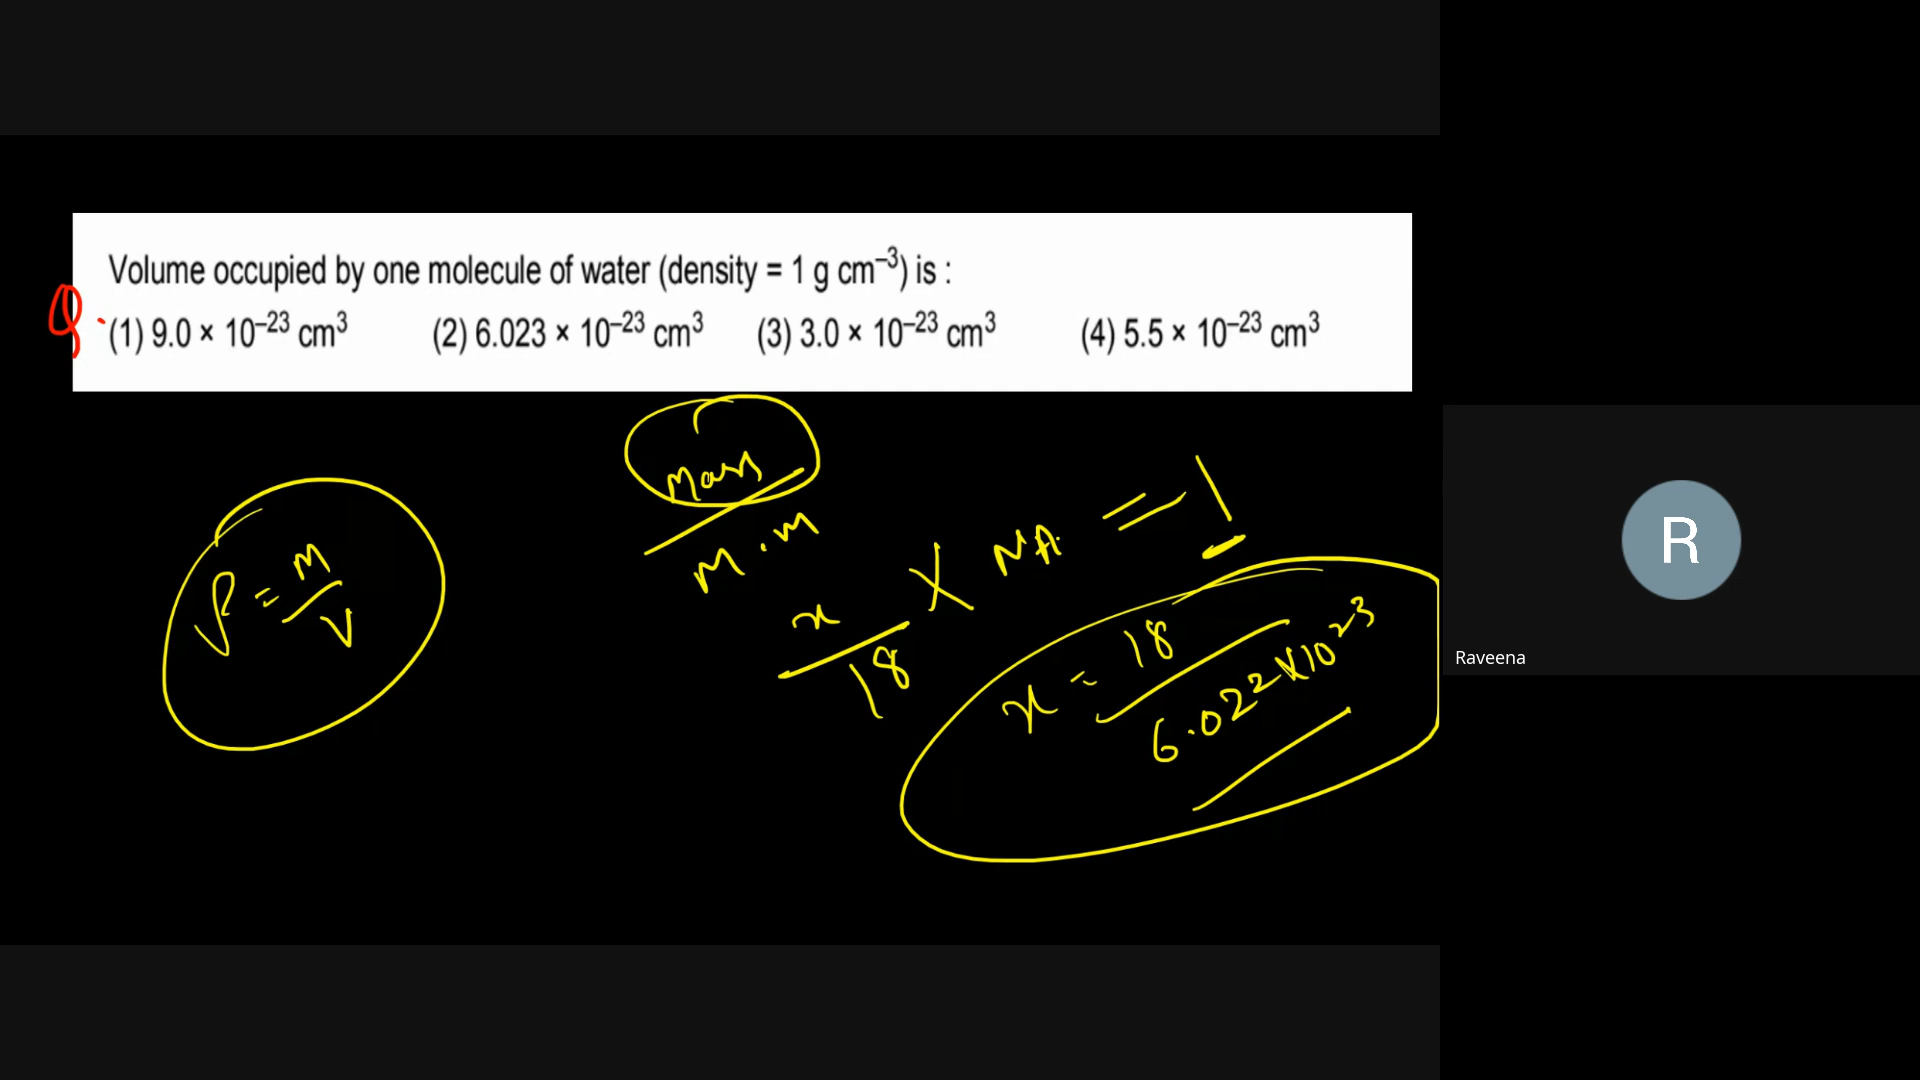 Volume occupied by one molecule of water (density = 1 g cm⁻³) is :
Q.
(1) 9.0 × 10⁻²³ cm³ (2) 6.023 × 10⁻²³ cm³ (3) 3.0 × 10⁻²³ cm³ (4) 5.5 × 10⁻²³ cm³
ρ = M/V
Mass/M.M
x/18 × NA = 1
x = 18/6.022×10²³
R
Raveena